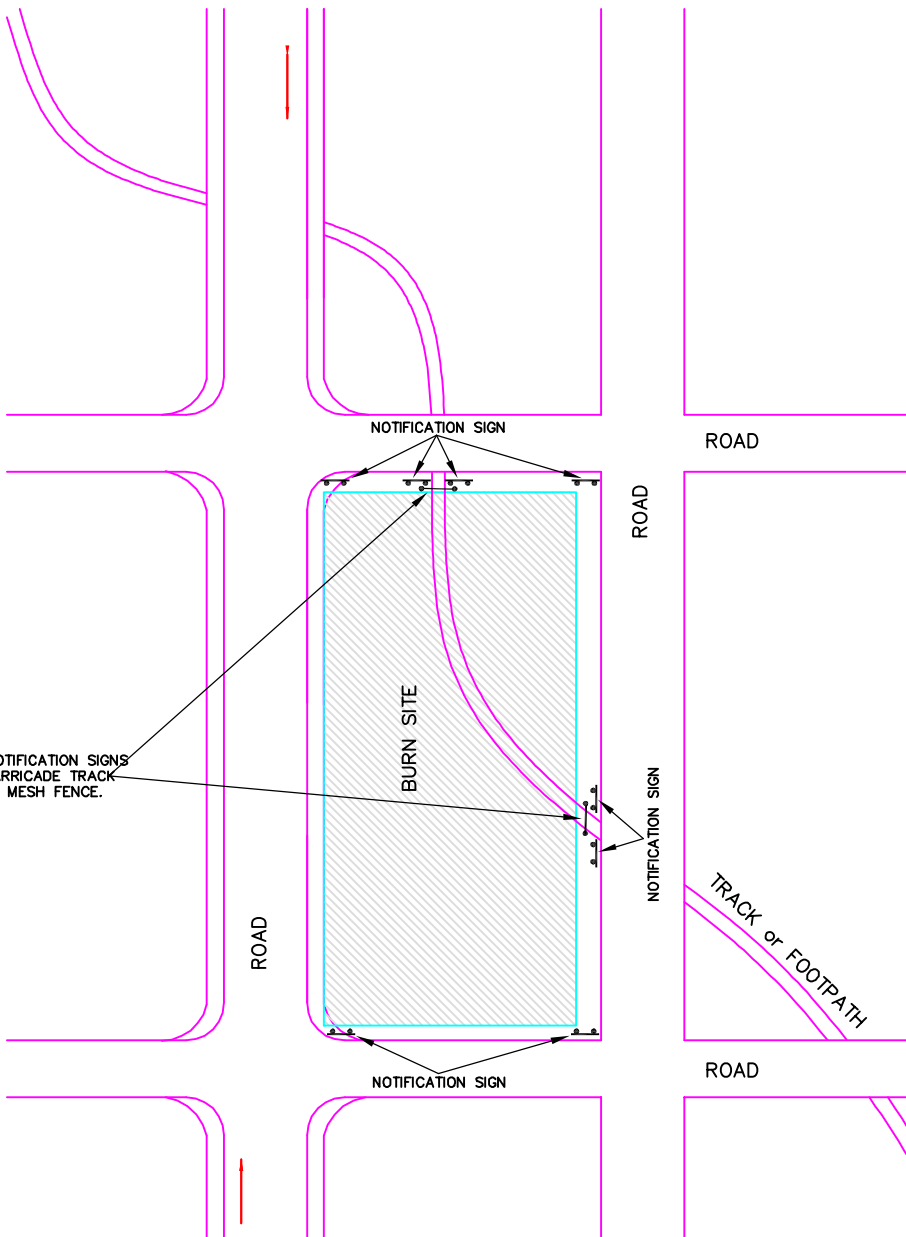 NOTIFICATION SIGN
ROAD
ROAD
BURN SITE
OTIFICATION SIGNS
ARRICADE TRACK
MESH FENCE.
NOTIFICATION SIGN
TRACK or FOOTPATH
ROAD
ROAD
NOTIFICATION SIGN